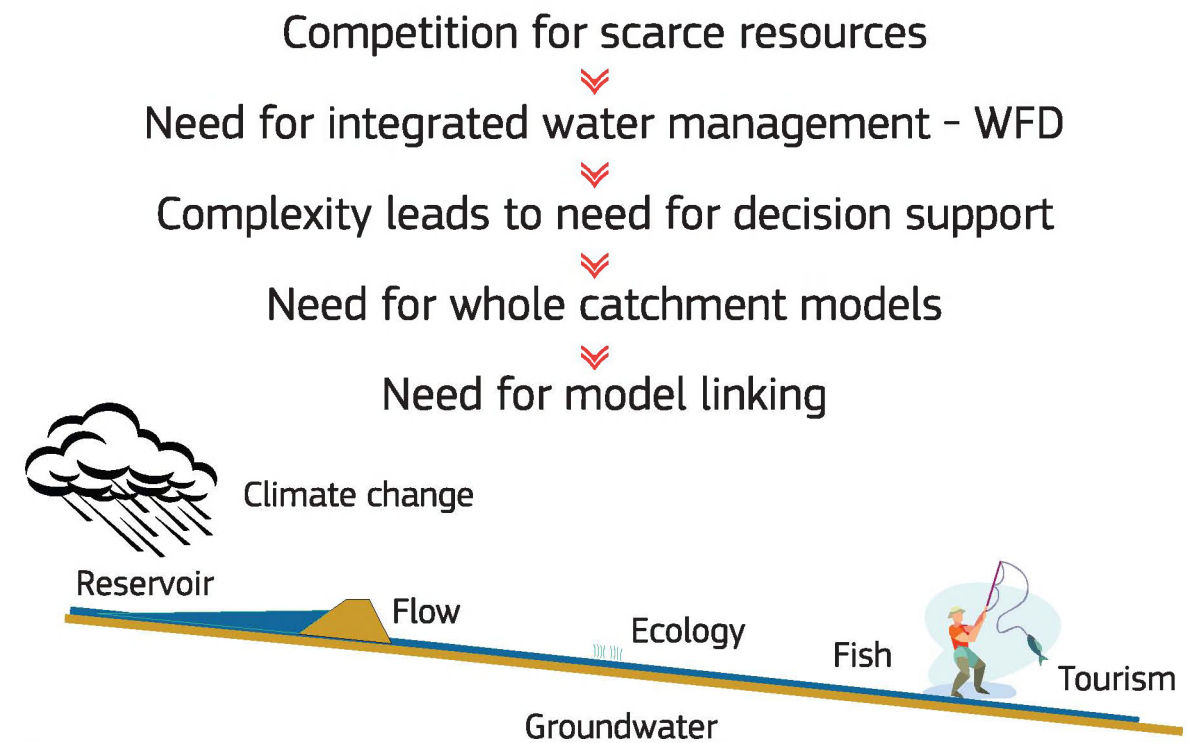 Competition for scarce resources
Need for integrated water management - WFD
Complexity leads to need for decision support
Need for whole catchment models
Need for model linking
Climate change
Reservoir
Flow
Ecology
Fish
Tourism
Groundwater